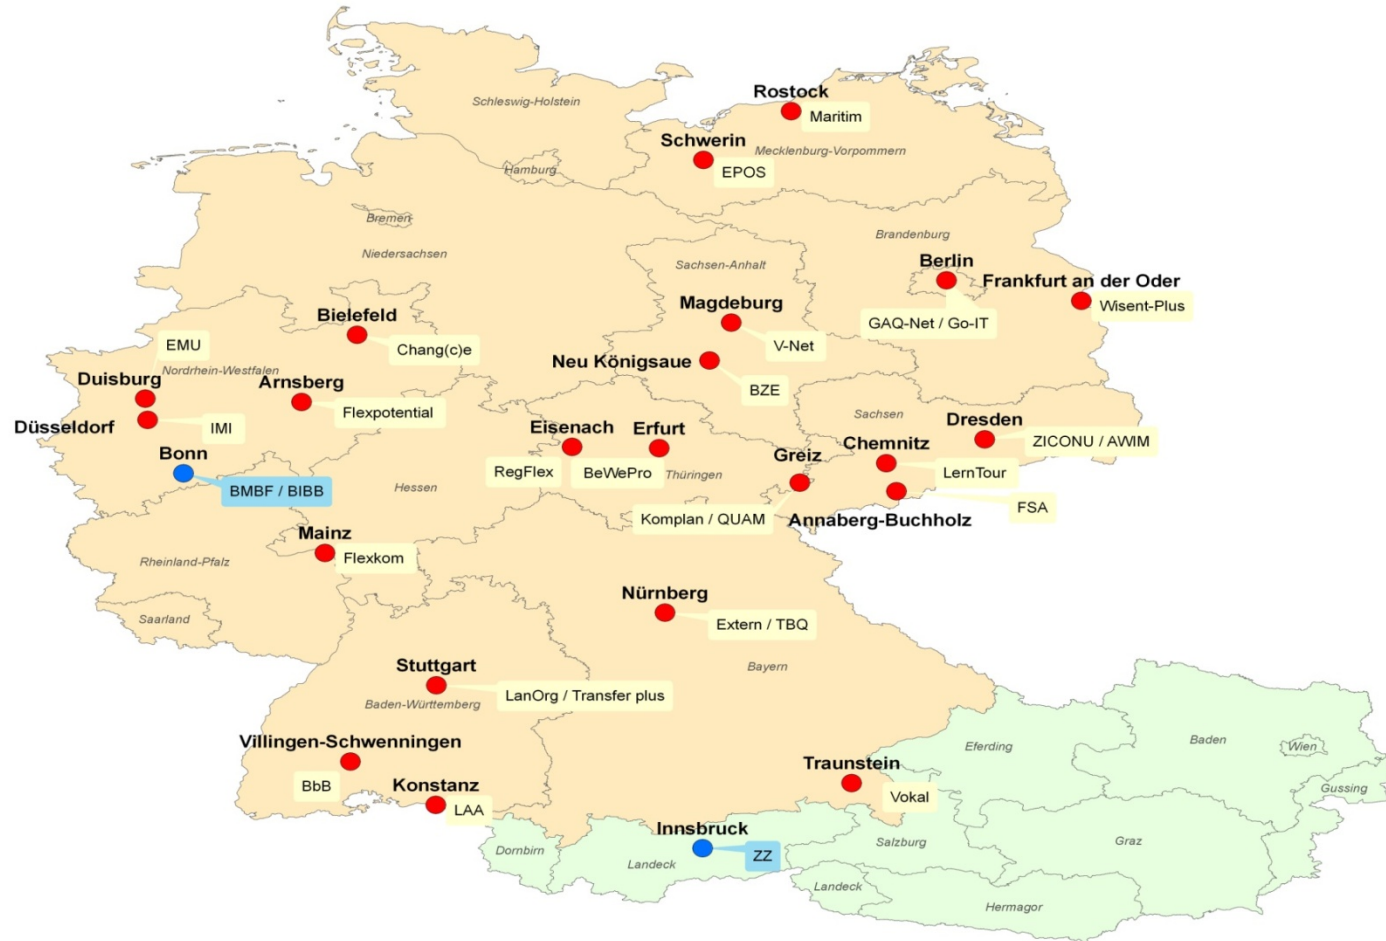 Schleswig-Holstein
Rostock
Maritim
Schwerin
Mecklenburg-Vorpommern
Hamburg
EPOS
Bremen
Niedersachsen
Brandenburg
Sachsen-Anhalt
Berlin
Frankfurt an der Oder
Wisent-Plus
Magdeburg
GAQ-Net / Go-IT
Bielefeld
V-Net
EMU
Chang(c)e
Neu Königsaue
Nordrhein-Westfalen
Duisburg
Arnsberg
BZE
Flexpotential
Sachsen
Düsseldorf
IMI
Eisenach
Erfurt
Dresden
Chemnitz
ZICONU / AWIM
Bonn
Greiz
RegFlex
BeWePro
Thüringen
LernTour
BMBF / BIBB
Hessen
Komplan / QUAM
Annaberg-Buchholz
FSA
Mainz
Flexkom
Rheinland-Pfalz
Nürnberg
Saarland
Extern / TBQ
Stuttgart
Bayern
LanOrg / Transfer plus
Baden-Württemberg
Villingen-Schwenningen
Eferding
Baden
Wien
BbB
Konstanz
Traunstein
Gussing
LAA
Vokal
Innsbruck
Dornbirn
Landeck
ZZ
Salzburg
Graz
Landeck
Hermagor